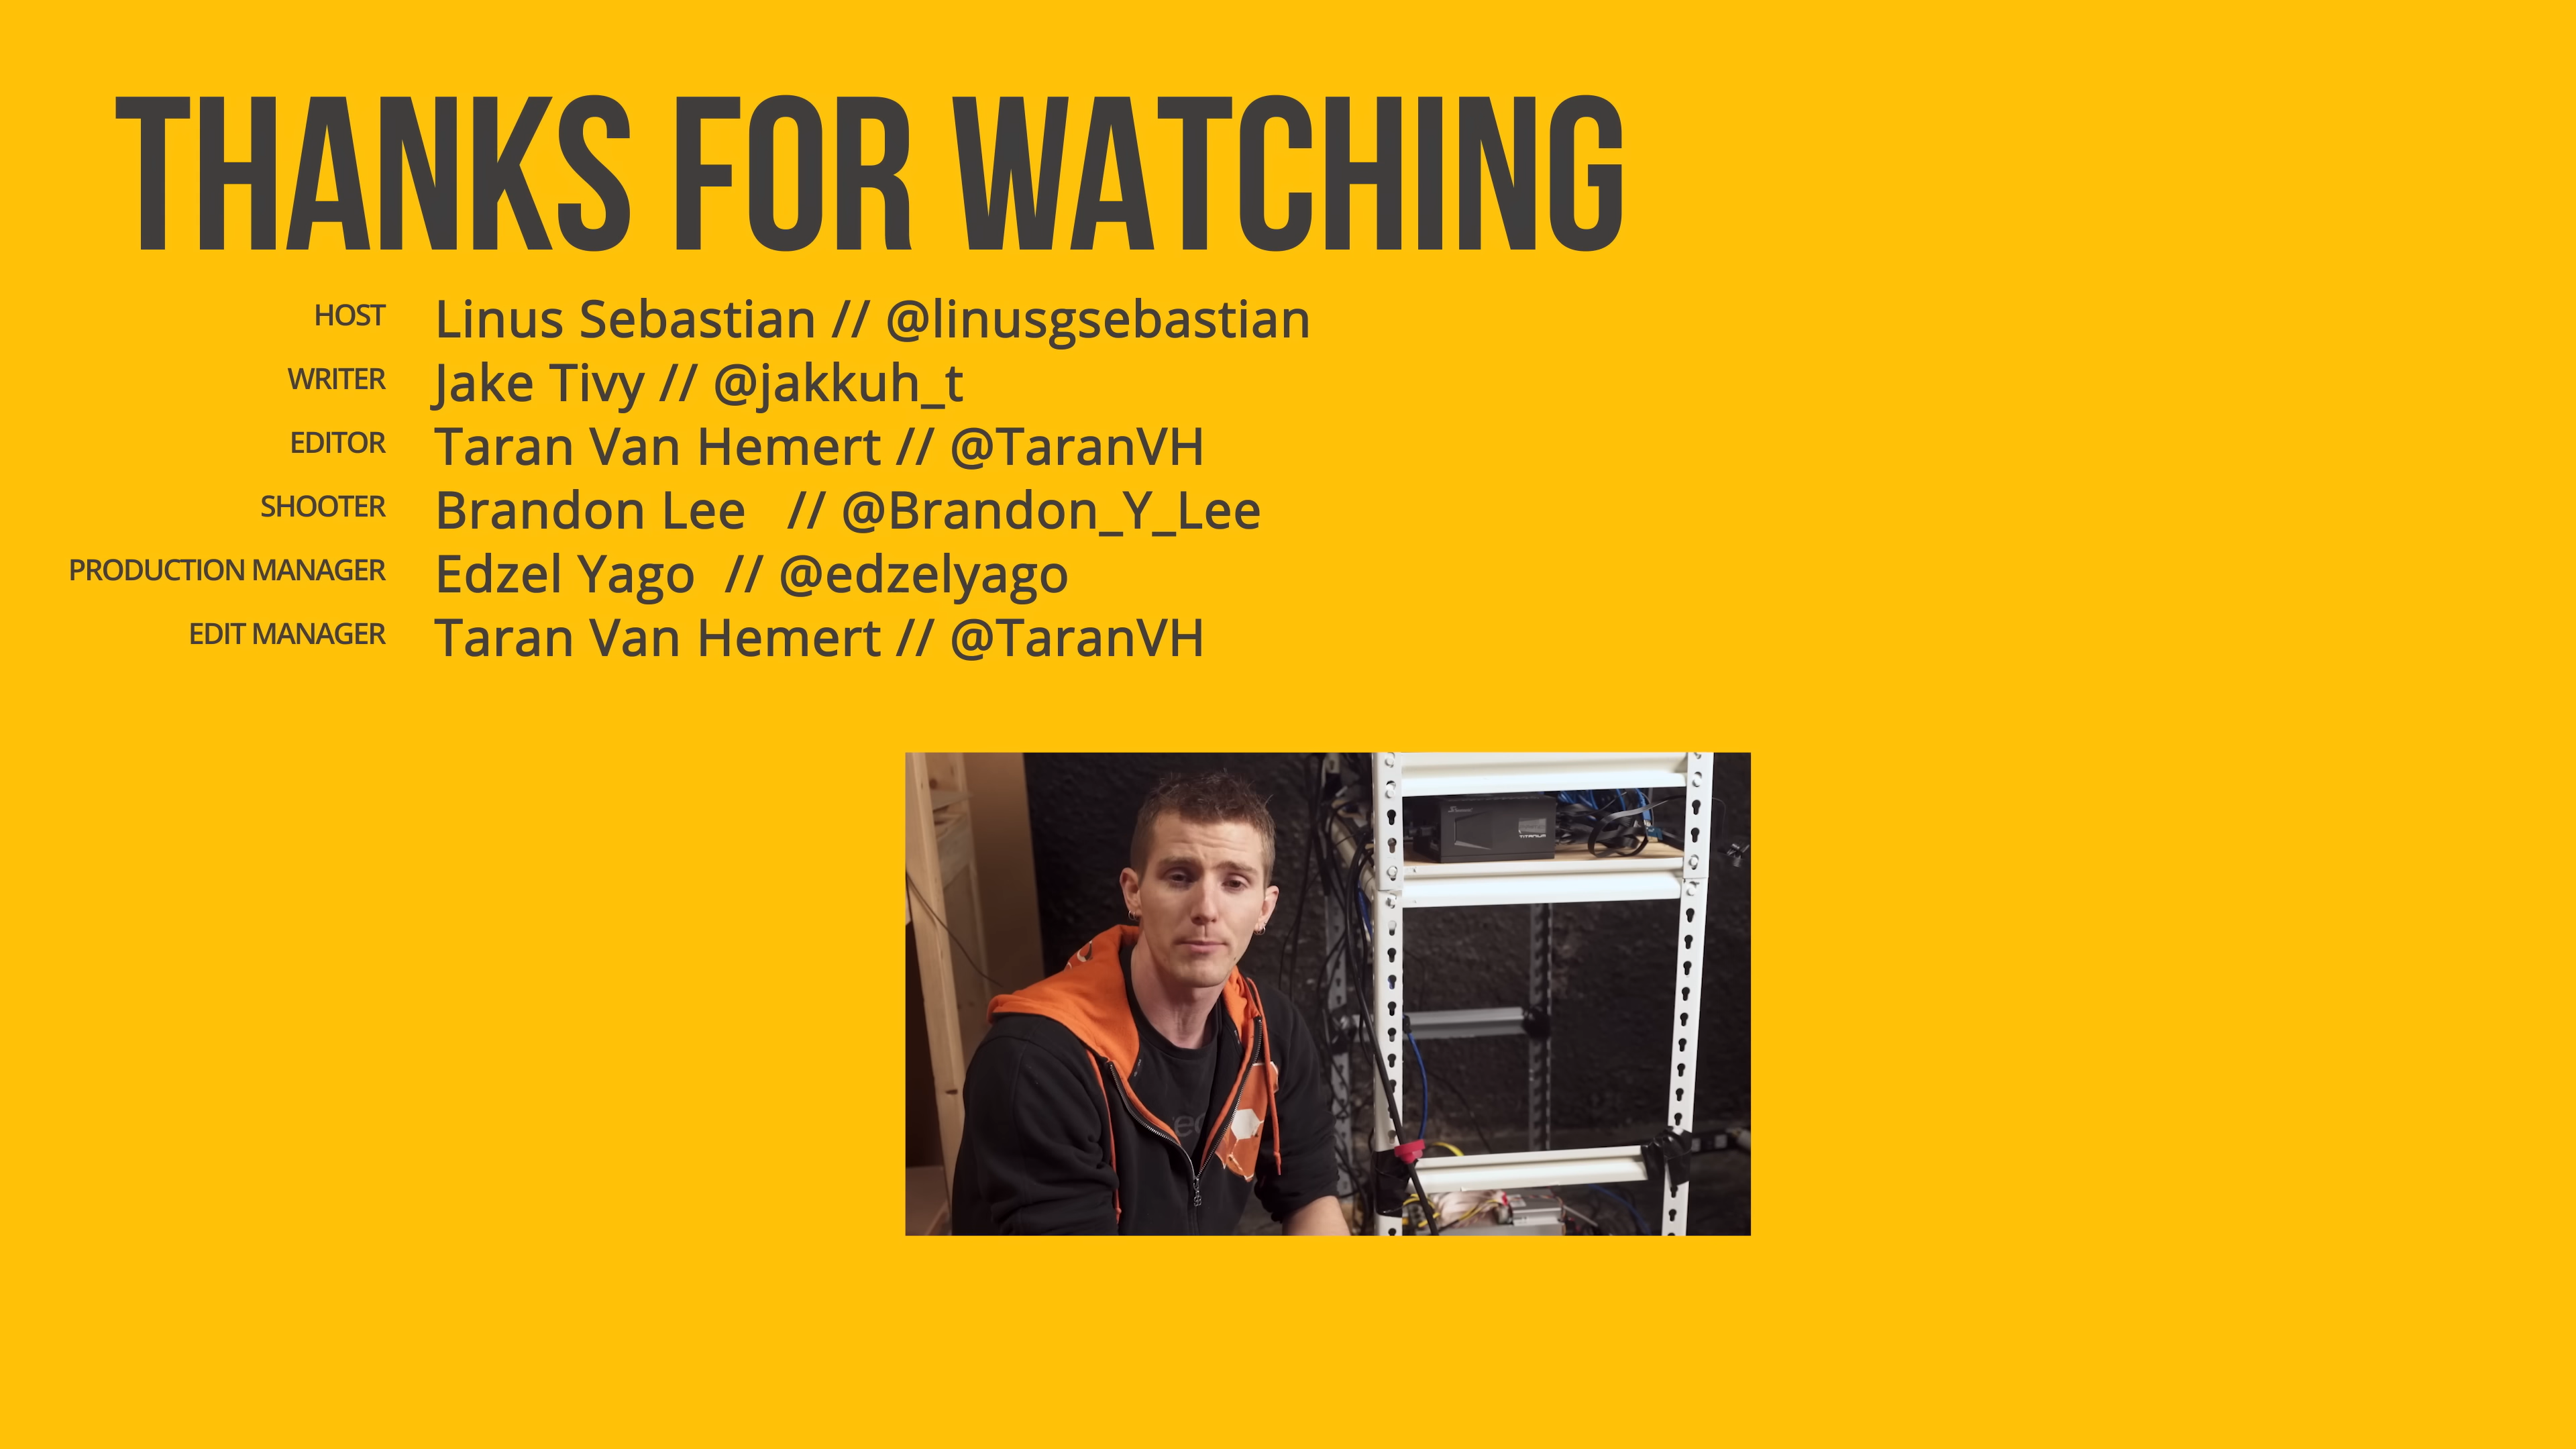 THANKS FOR WATCHING
HOST Linus Sebastian // @linusgsebastian
WRITER Jake Tivy // @jakkuh_t
EDITOR Taran Van Hemert // @TaranVH
SHOOTER Brandon Lee // @Brandon_Y_Lee
PRODUCTION MANAGER Edzel Yago // @edzelyago
EDIT MANAGER Taran Van Hemert // @TaranVH
TITANIUM